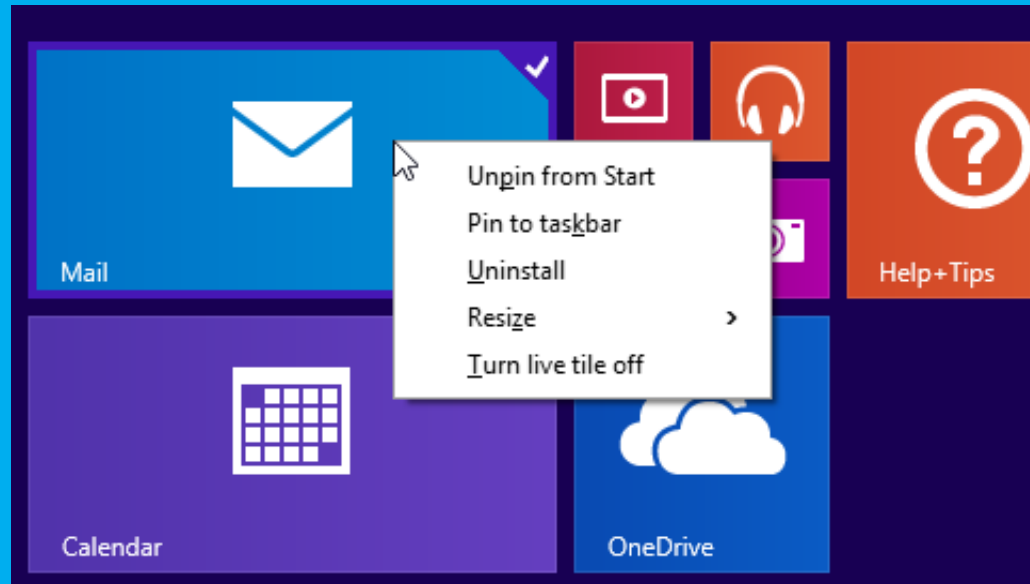 Unpin from Start
Pin to taskbar
Uninstall
Resize
Turn live tile off
Mail
Help+Tips
Calendar
OneDrive